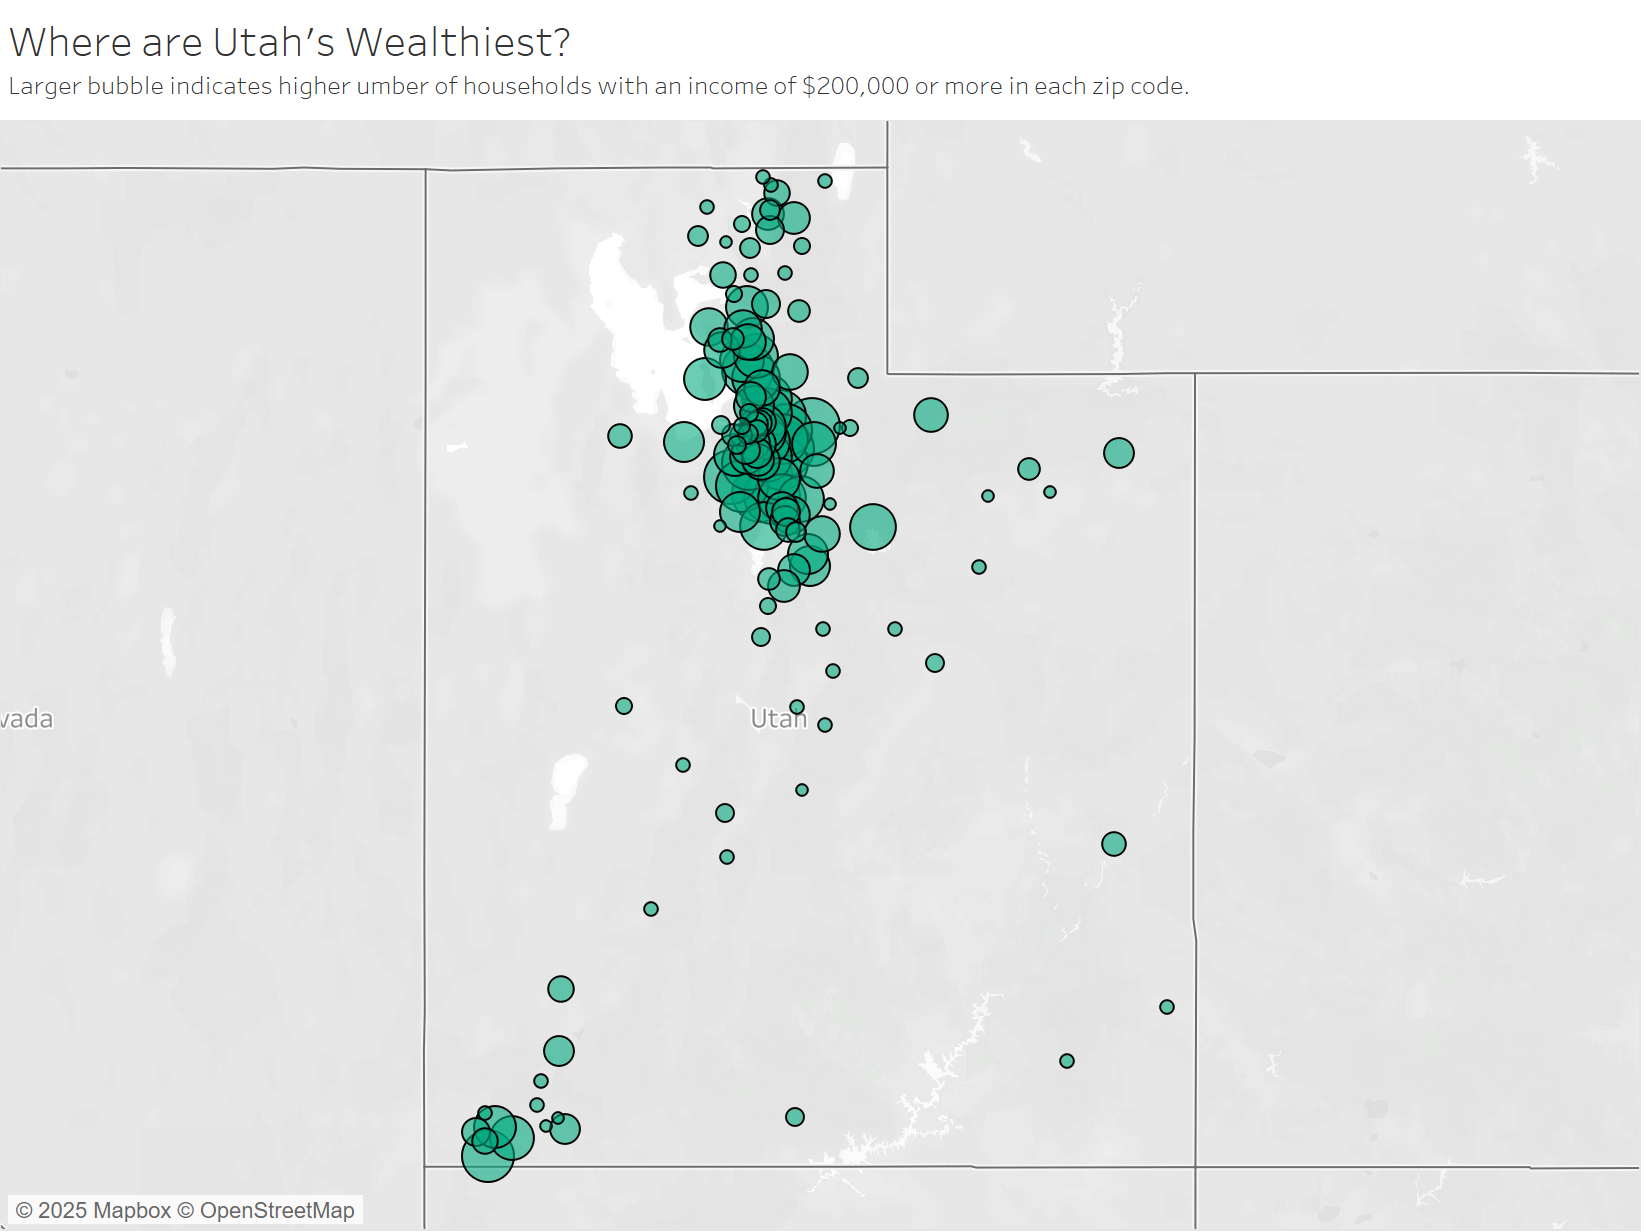 Where are Utah's Wealthiest?
Larger bubble indicates higher umber of households with an income of $200,000 or more in each zip code.
vada
Utah
© 2025 Mapbox © OpenStreetMap